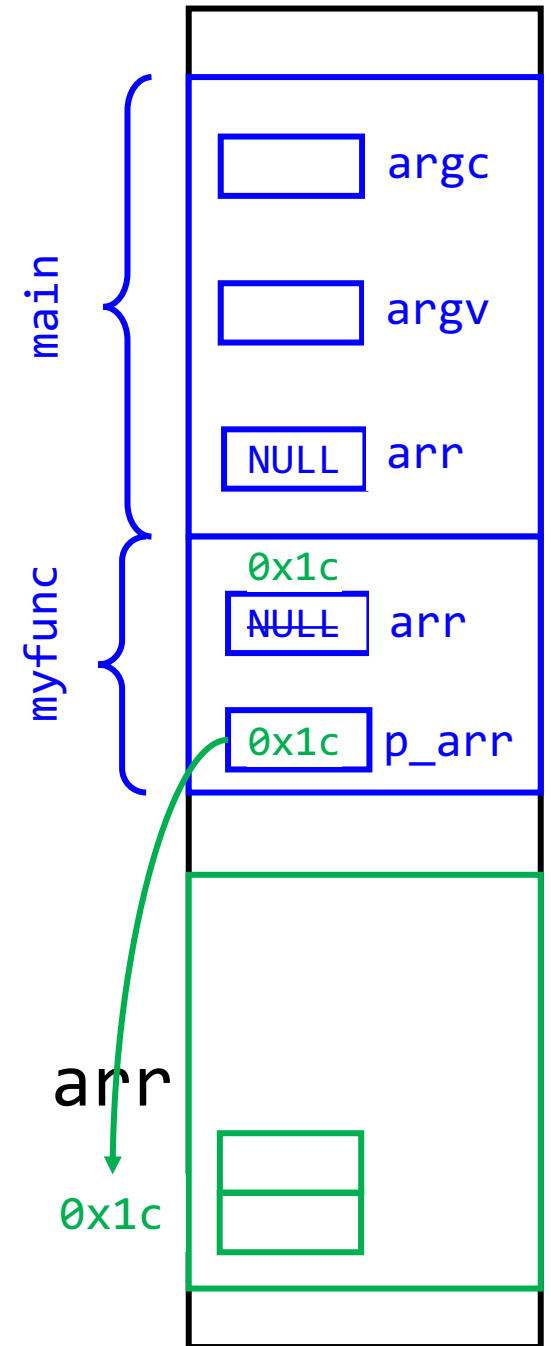 main
argc
argv
NULL arr
myfunc
0x1c
NULL arr
0x1c p_arr
arr
0x1c